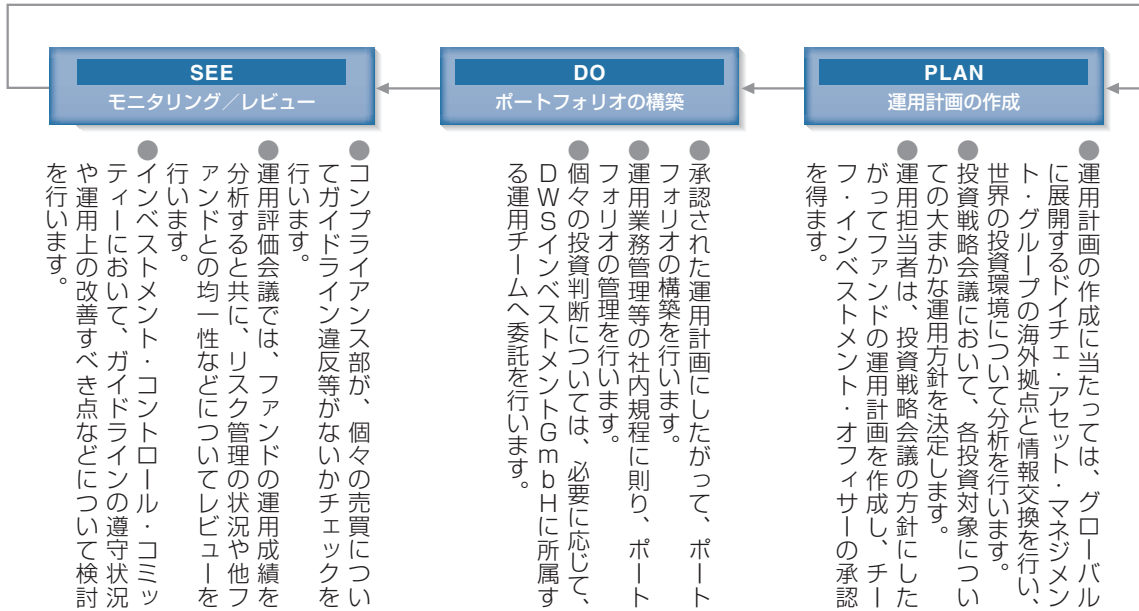 PLAN
運用計画の作成
●運用計画の作成に当たっては、グローバル
に展開するドイチェ・アセット・マネジメン
ト・グループの海外拠点と情報交換を行い、
世界の投資環境について分析を行います。
●投資戦略会議において、各投資対象につい
ての大まかな運用方針を決定します。
●運用担当者は、投資戦略会議の方針にした
がってファンドの運用計画を作成し、チー
フ・インベストメント・オフィサーの承認
を得ます。
DO
ポートフォリオの構築
●承認された運用計画にしたがって、ポート
フォリオの構築を行います。
●運用業務管理等の社内規程に則り、ポート
フォリオの管理を行います。
●個々の投資判断については、必要に応じて、
DWSインベストメントGmbHに所属す
る運用チームへ委託を行います。
SEE
モニタリング／レビュー
●コンプライアンス部が、個々の売買につい
てガイドライン違反等がないかチェックを
行います。
●運用評価会議では、ファンドの運用成績を
分析すると共に、リスク管理の状況や他フ
ァンドとの均一性などについてレビューを
行います。
●インベストメント・コントロール・コミッ
ティーにおいて、ガイドラインの遵守状況
や運用上の改善すべき点などについて検討
を行います。